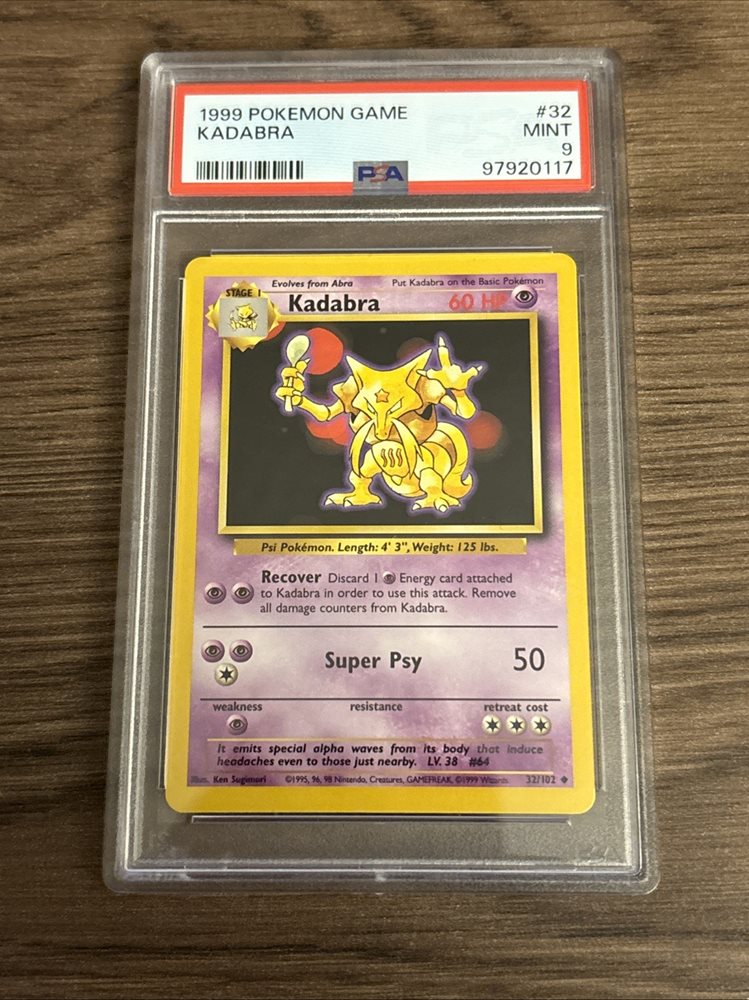 1999 POKEMON GAME #32
KADABRA MINT
9
PSA 97920117
Evolves from Abra Put Kadabra on the Basic Pokémon
STAGE 1 Kadabra 60 HP
Psi Pokémon. Length: 4' 3", Weight: 125 lbs.
Recover Discard 1 Energy card attached
to Kadabra in order to use this attack. Remove
all damage counters from Kadabra.
Super Psy 50
weakness resistance retreat cost
It emits special alpha waves from its body that induce
headaches even to those just nearby. LV. 38 #64
Illus. Ken Sugimori ©1995, 96, 98 Nintendo, Creatures, GAMEFREAK. ©1999 Wizards. 32/102